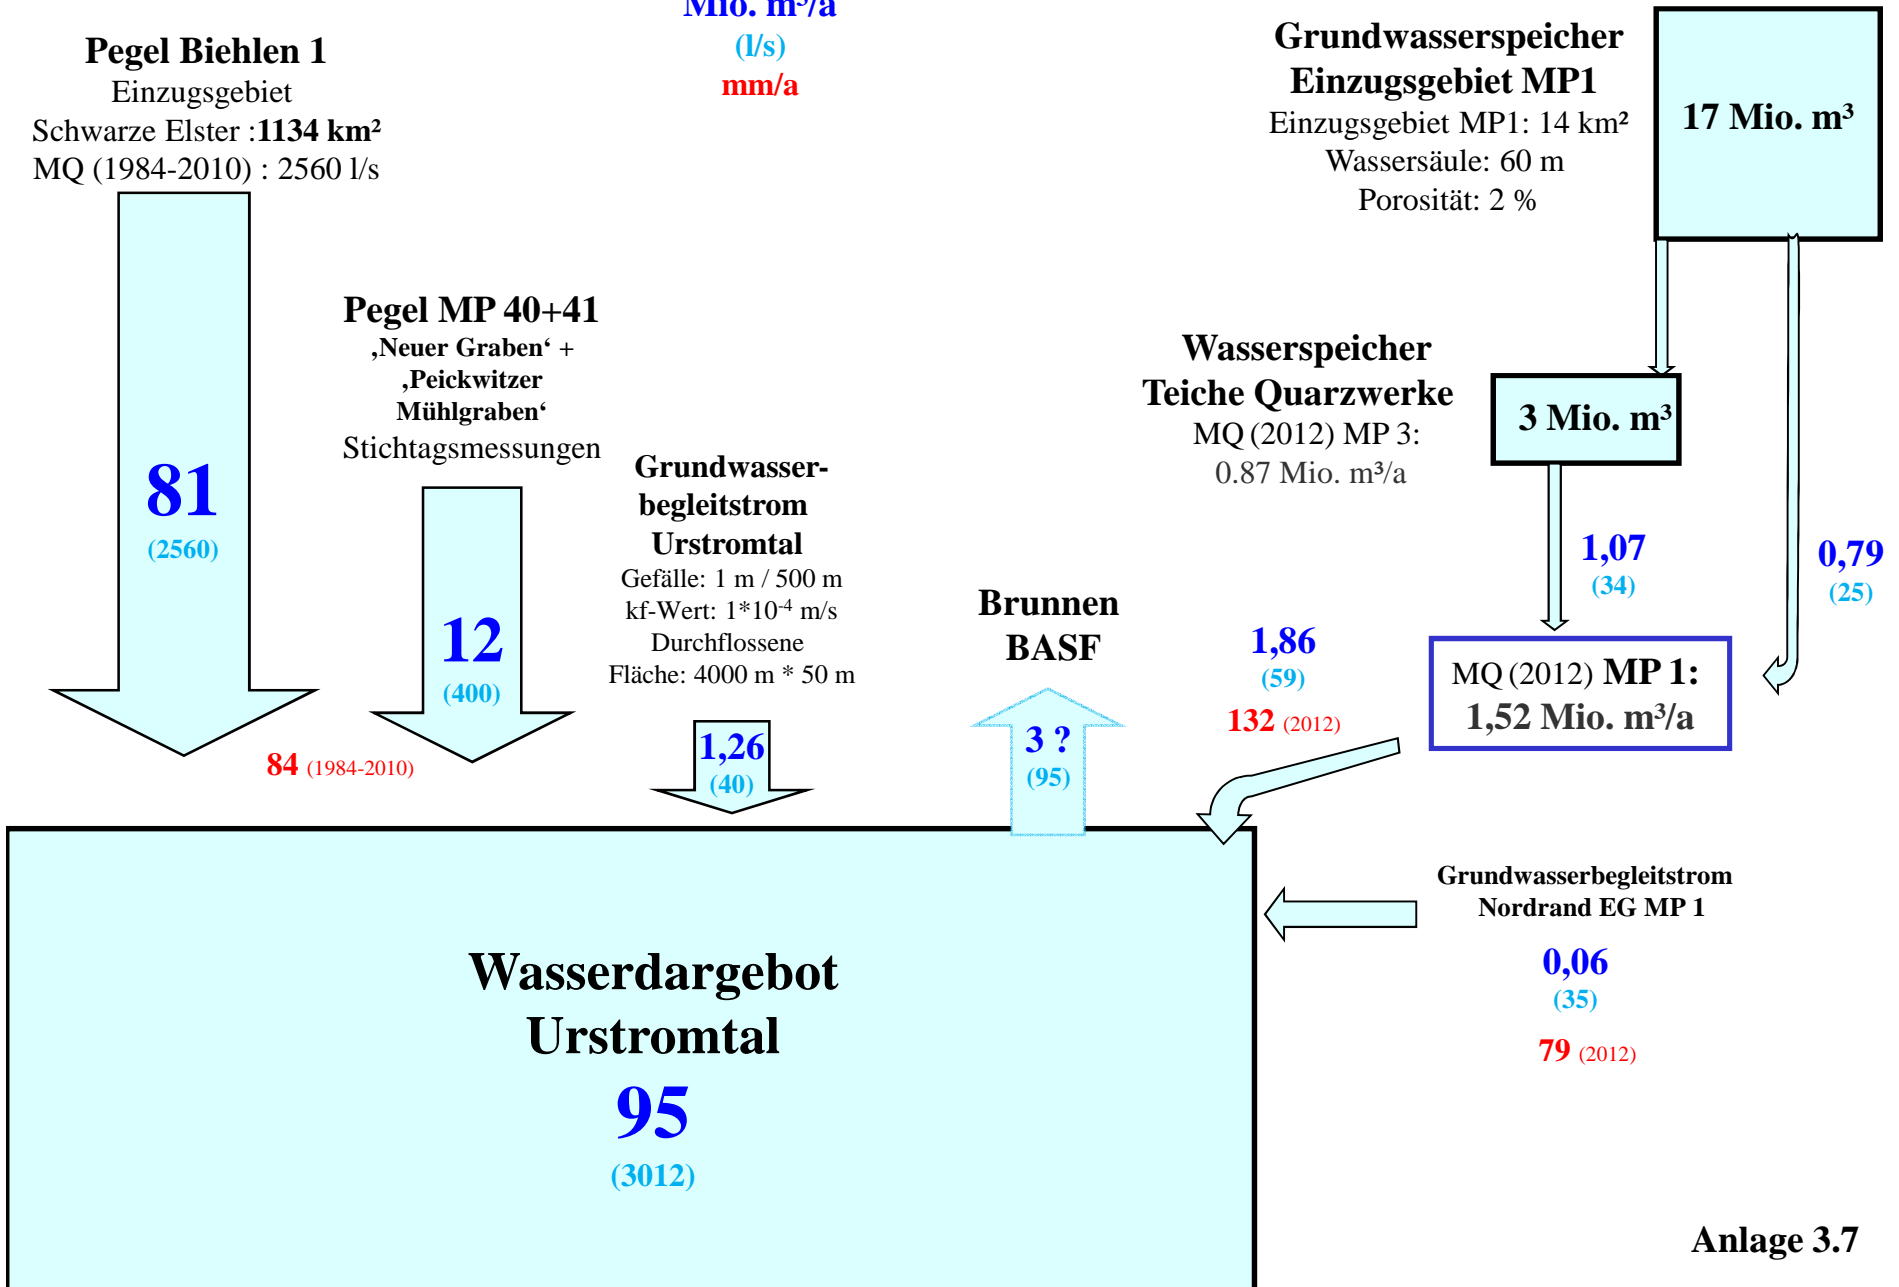 Mio. m³/a
(l/s)
mm/a
Pegel Biehlen 1
Einzugsgebiet
Schwarze Elster :1134 km²
MQ (1984-2010) : 2560 l/s
81
(2560)
Pegel MP 40+41
‚Neuer Graben‘ +
‚Peickwitzer
Mühlgraben‘
Stichtagsmessungen
12
(400)
84 (1984-2010)
Grundwasser-
begleitstrom
Urstromtal
Gefälle: 1 m / 500 m
kf-Wert: 1*10⁻⁴ m/s
Durchflossene
Fläche: 4000 m * 50 m
1,26
(40)
Brunnen
BASF
3 ?
(95)
Grundwasserspeicher
Einzugsgebiet MP1
Einzugsgebiet MP1: 14 km²
Wassersäule: 60 m
Porosität: 2 %
17 Mio. m³
Wasserspeicher
Teiche Quarzwerke
MQ (2012) MP 3:
0.87 Mio. m³/a
3 Mio. m³
1,07
(34)
0,79
(25)
1,86
(59)
132 (2012)
MQ (2012) MP 1:
1,52 Mio. m³/a
Grundwasserbegleitstrom
Nordrand EG MP 1
0,06
(35)
79 (2012)
Wasserdargebot
Urstromtal
95
(3012)
Anlage 3.7